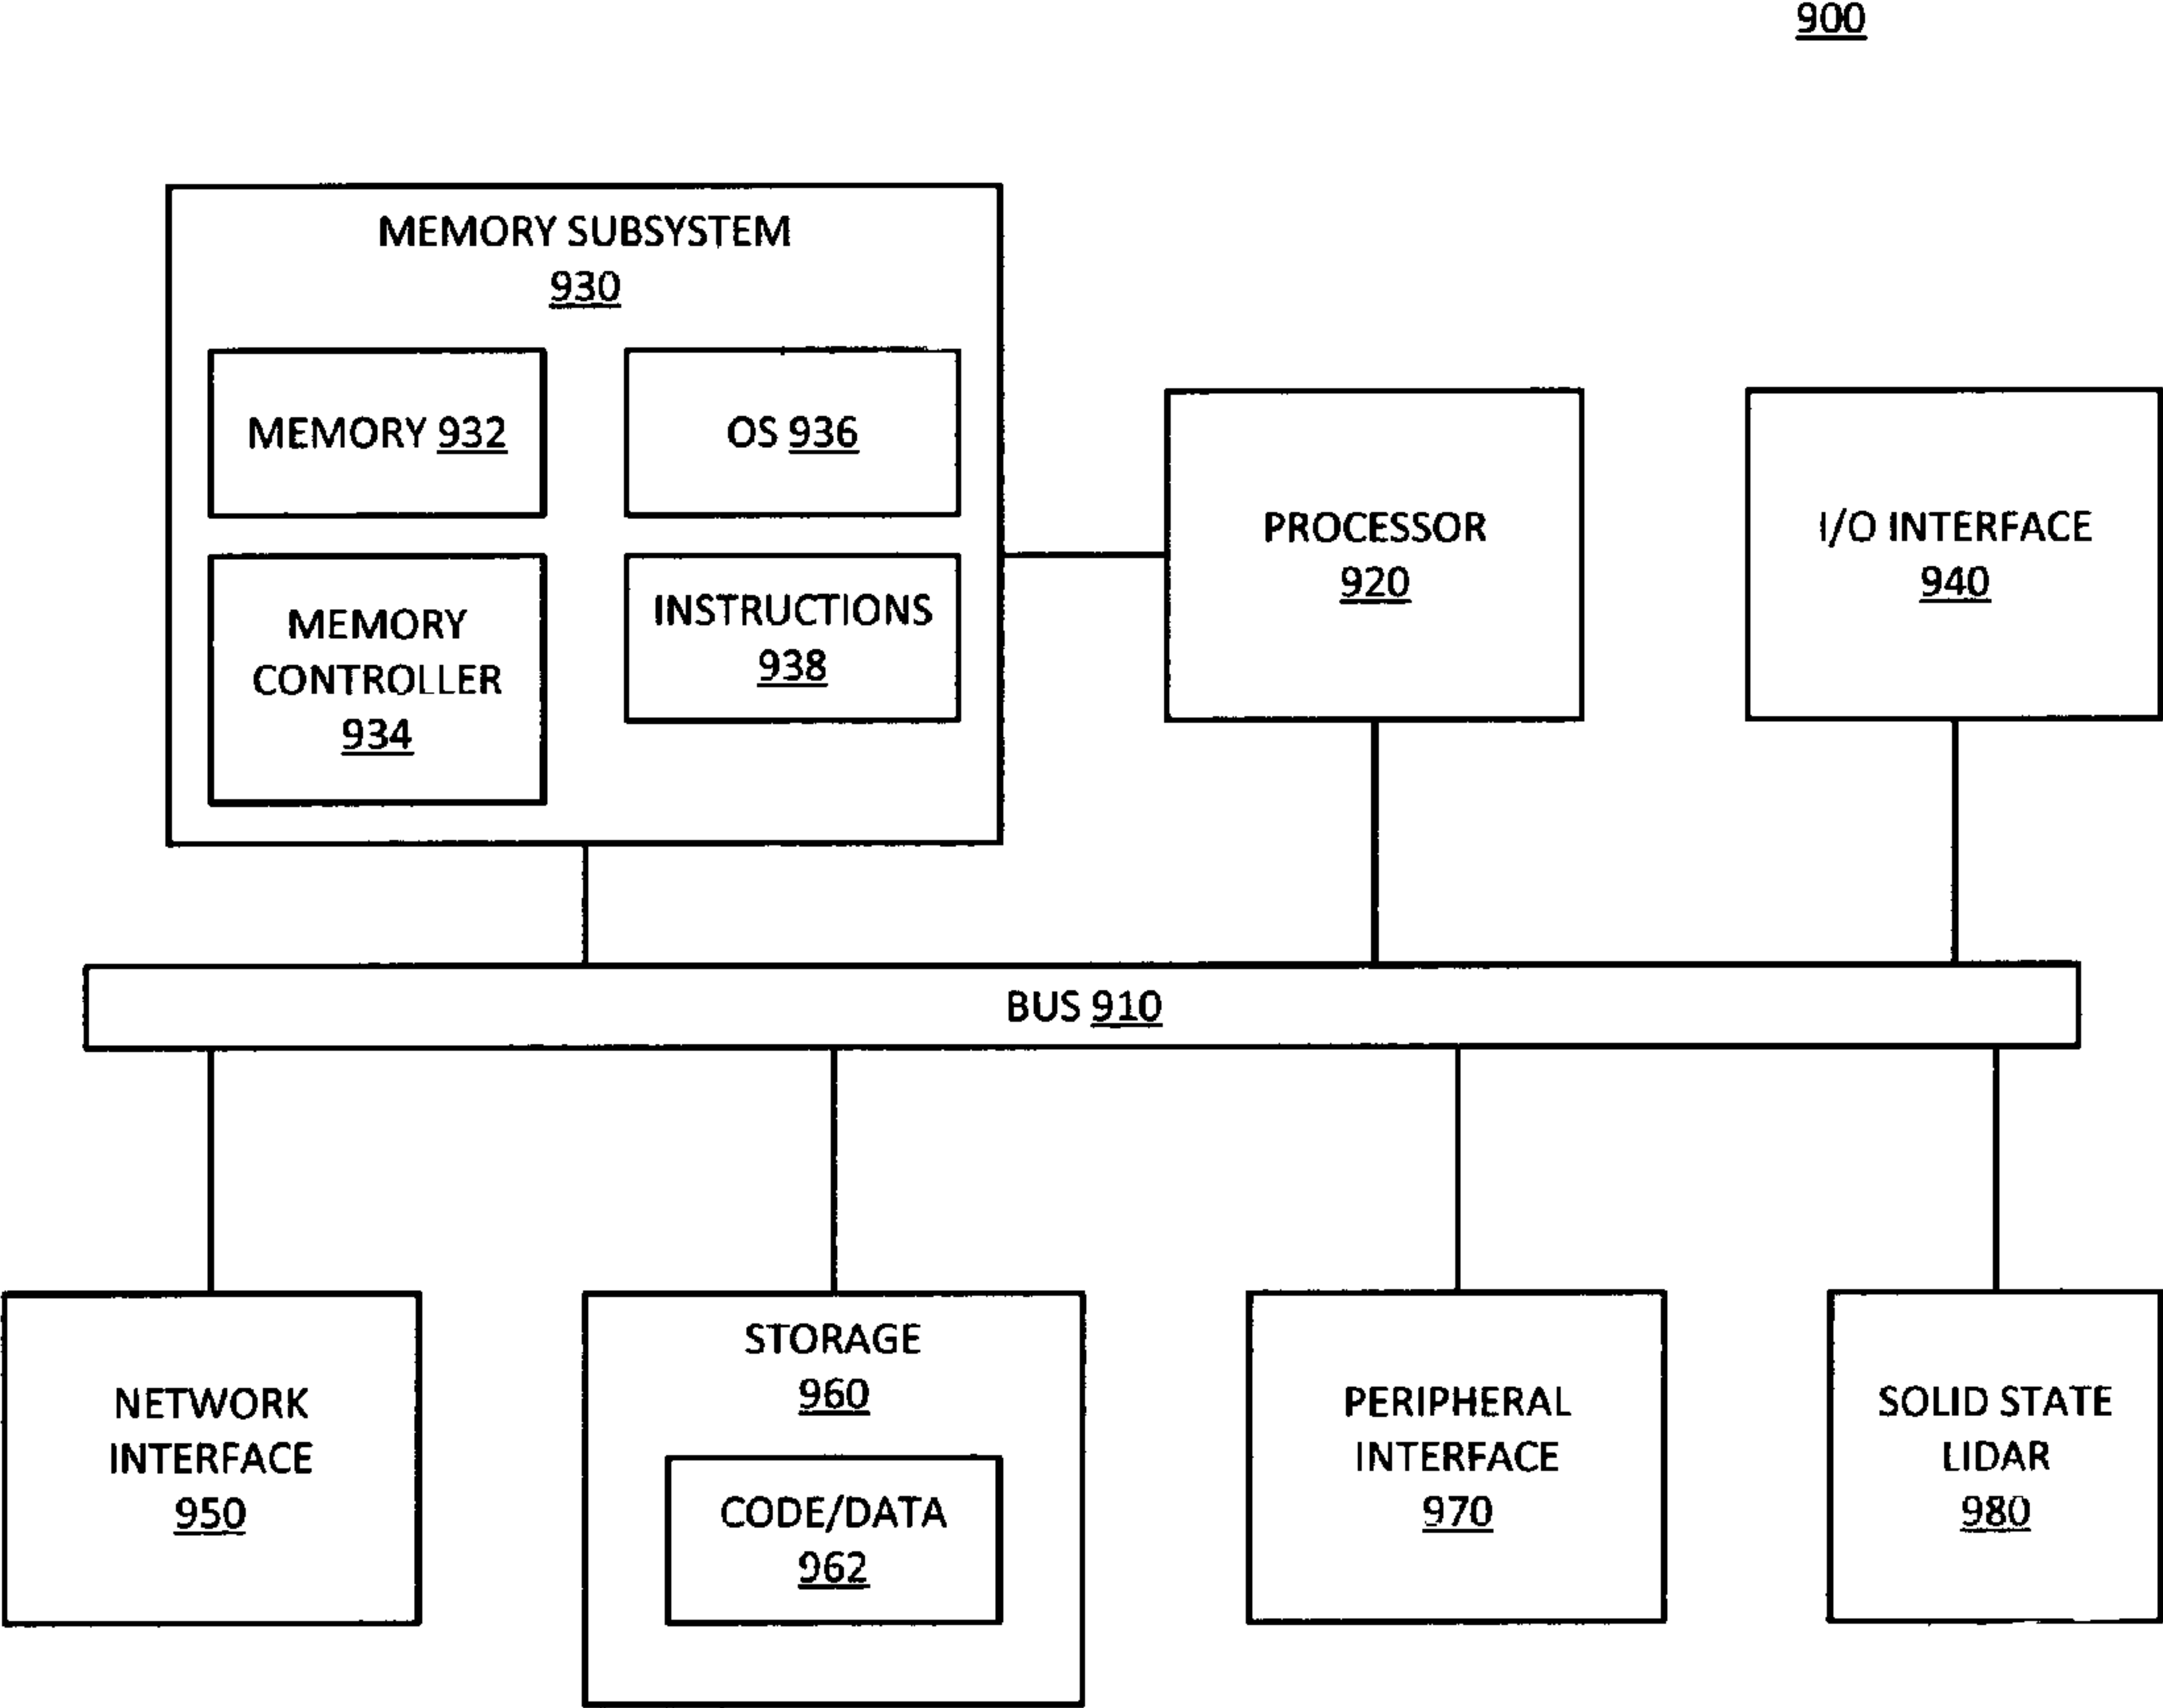 900
MEMORY SUBSYSTEM
930
MEMORY 932
OS 936
MEMORY
CONTROLLER
934
INSTRUCTIONS
938
PROCESSOR
920
I/O INTERFACE
940
BUS 910
NETWORK
INTERFACE
950
STORAGE
960
CODE/DATA
962
PERIPHERAL
INTERFACE
970
SOLID STATE
LIDAR
980